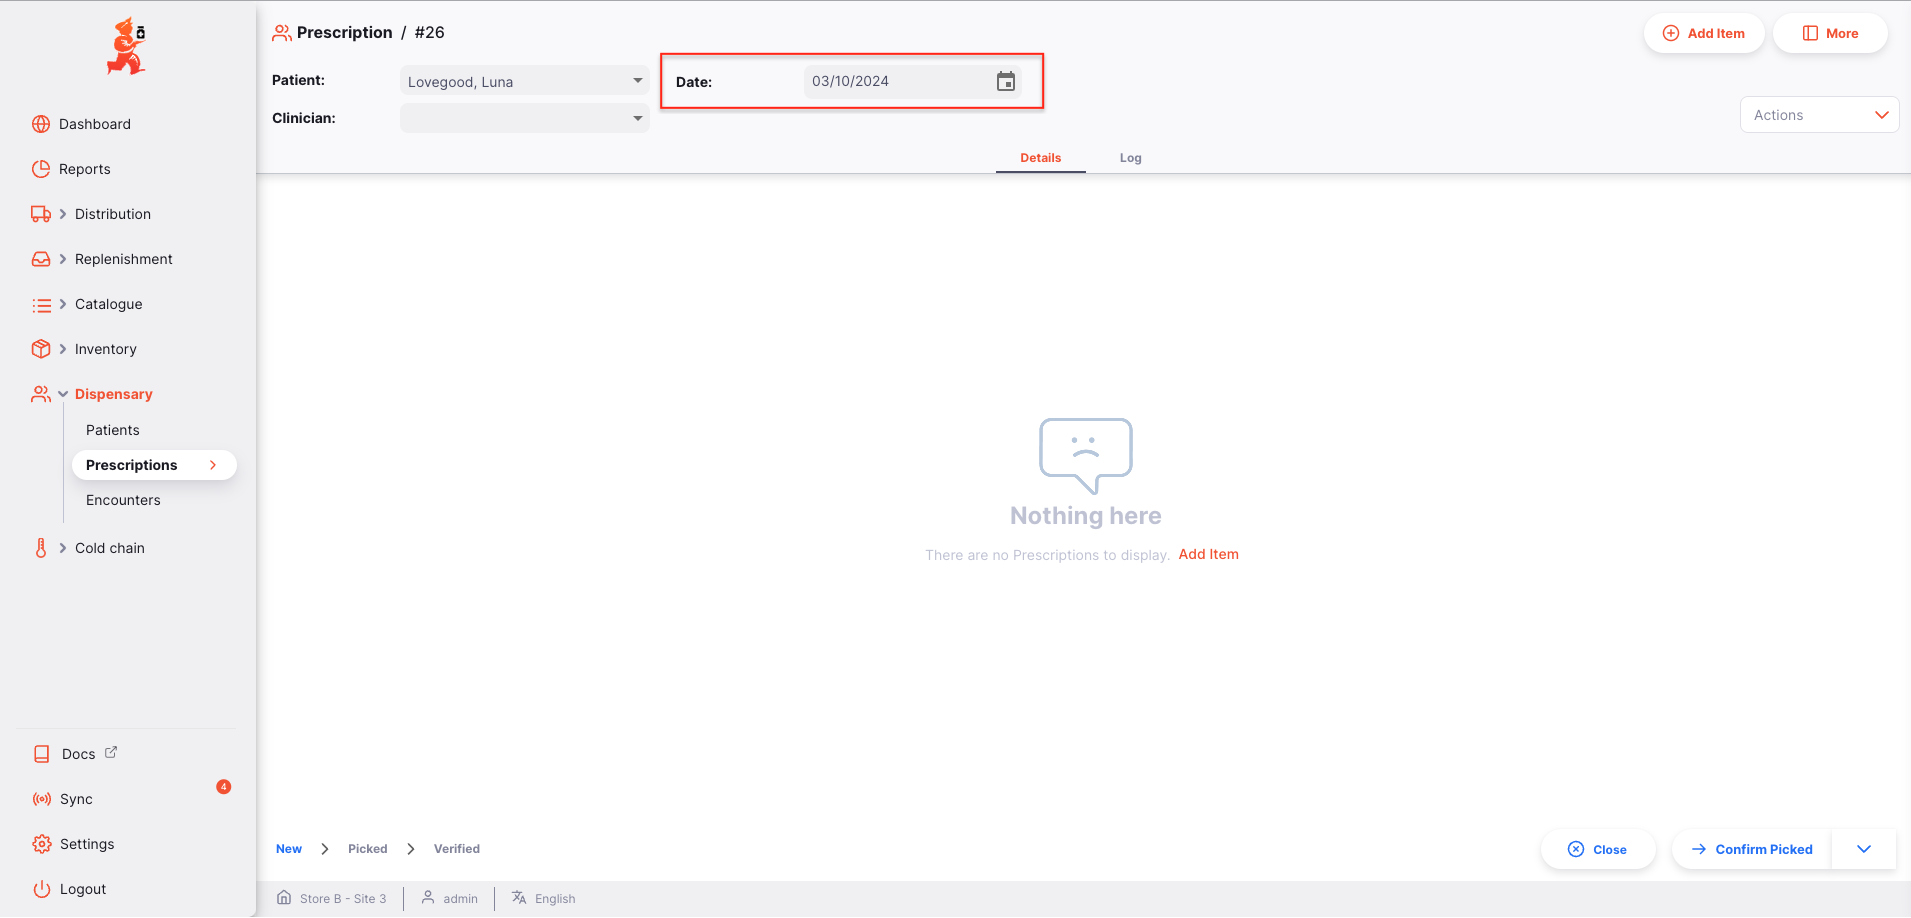 Prescription / #26
Add Item
More
Patient:
Lovegood, Luna
Date:
03/10/2024
Clinician:
Actions
Details
Log
Dashboard
Reports
Distribution
Replenishment
Catalogue
Inventory
Dispensary
Patients
Prescriptions
Encounters
Cold chain
Nothing here
There are no Prescriptions to display. Add Item
Docs
4
Sync
Settings
Logout
New
Picked
Verified
Close
Confirm Picked
Store B - Site 3
admin
English